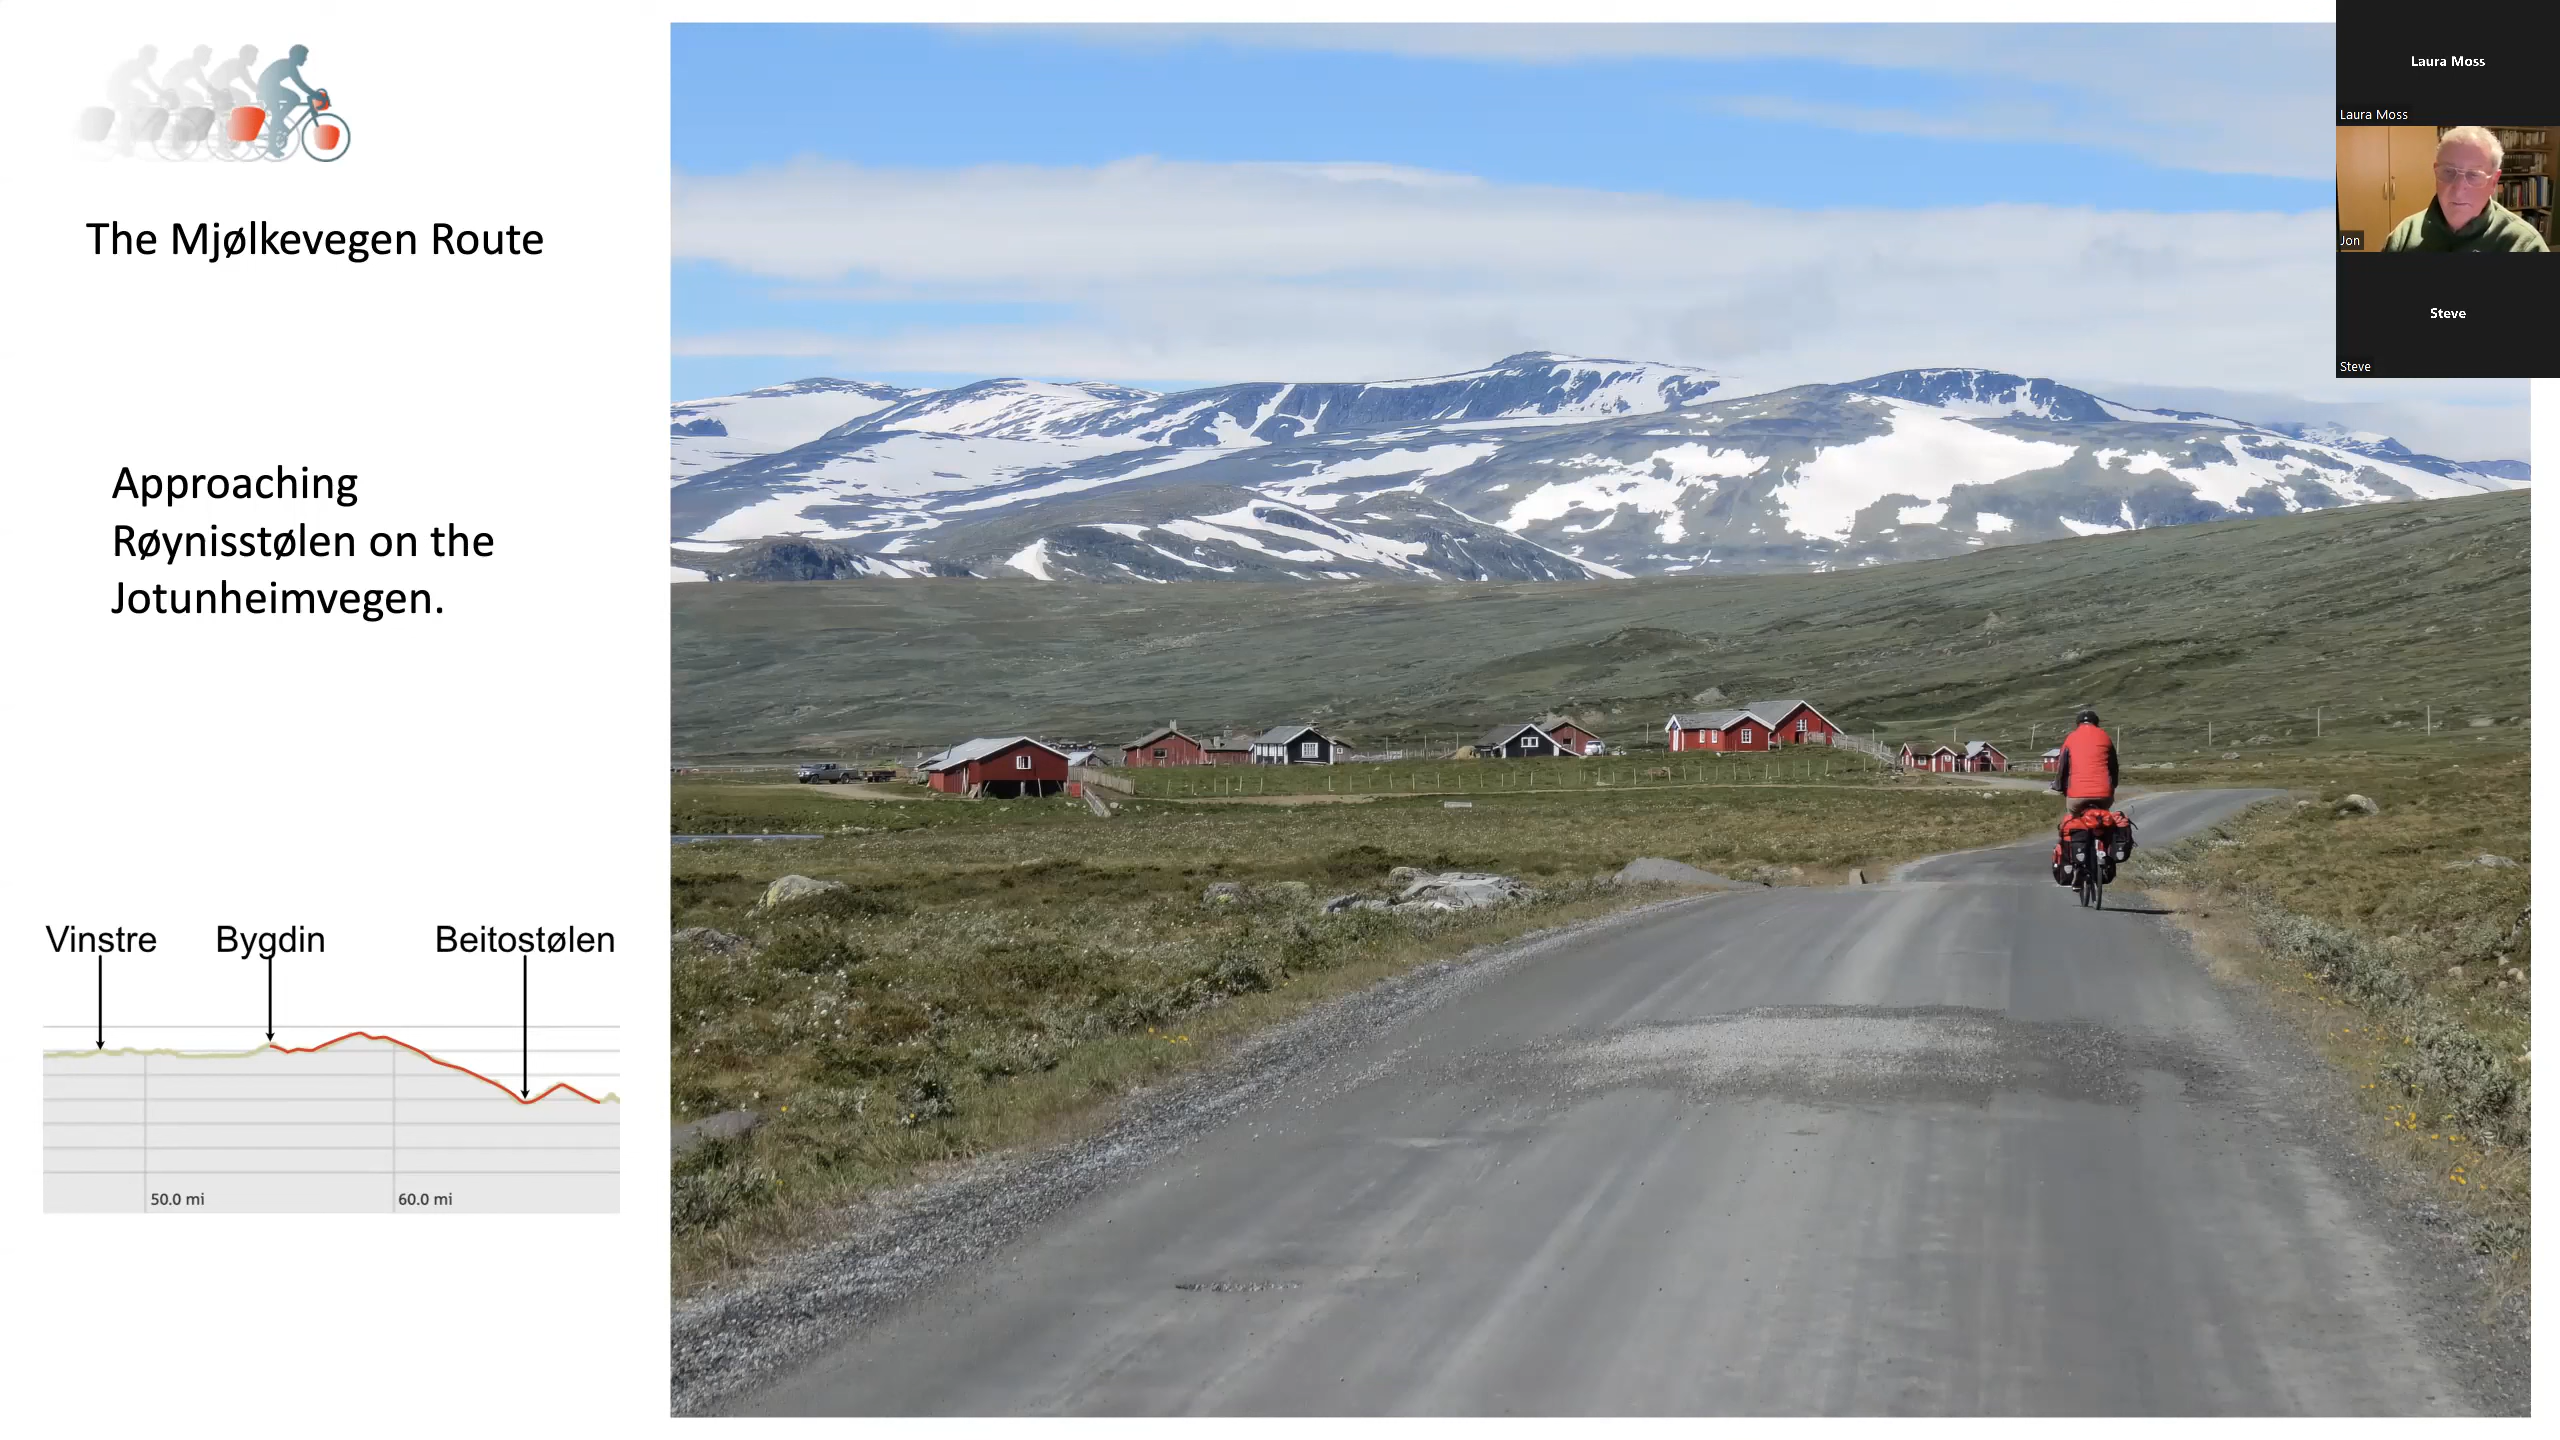 The Mjølkevegen Route
Approaching
Røynisstølen on the
Jotunheimvegen.
Vinstre
Bygdin
Beitostølen
50.0 mi
60.0 mi
Laura Moss
Laura Moss
Jon
Steve
Steve